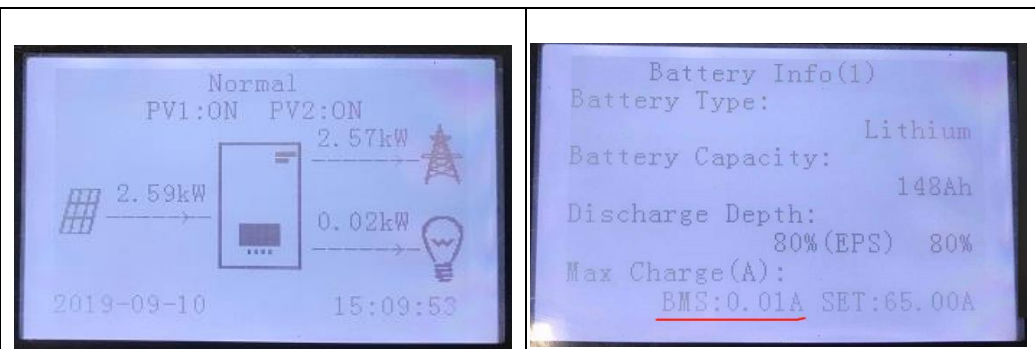 Normal
PV1:ON PV2:ON
2.57kW
2.59kW
0.02kW
2019-09-10 15:09:53
Battery Info(1)
Battery Type:
Lithium
Battery Capacity:
148Ah
Discharge Depth:
80%(EPS) 80%
Max Charge(A):
BMS:0.01A SET:65.00A